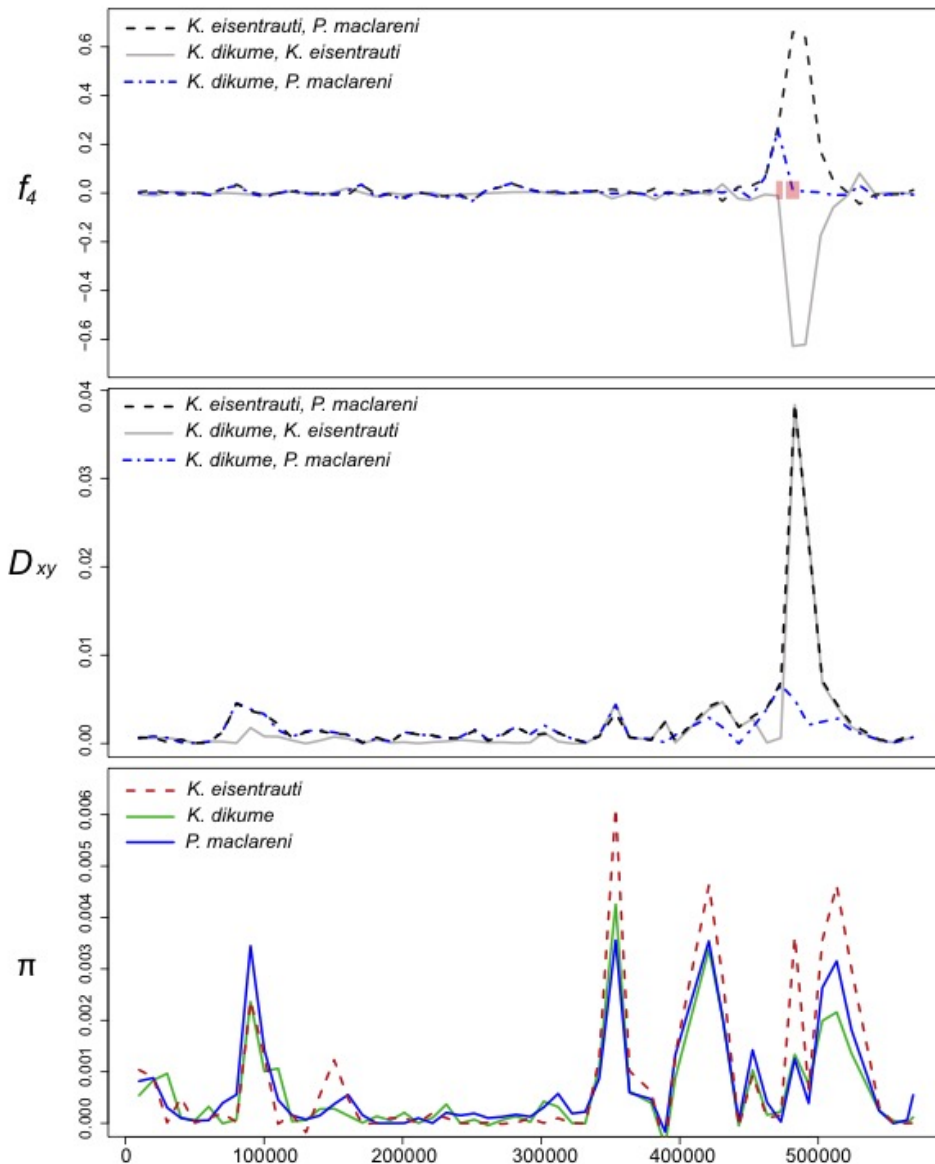 K. eisentrauti, P. maclareni
K. dikume, K. eisentrauti
K. dikume, P. maclareni
0.6
0.4
0.2
0.0
−0.2
−0.4
−0.6
f4
K. eisentrauti, P. maclareni
K. dikume, K. eisentrauti
K. dikume, P. maclareni
0.04
0.03
0.02
0.01
0.00
Dxy
K. eisentrauti
K. dikume
P. maclareni
0.006
0.005
0.004
0.003
0.002
0.001
0.000
π
0 100000 200000 300000 400000 500000